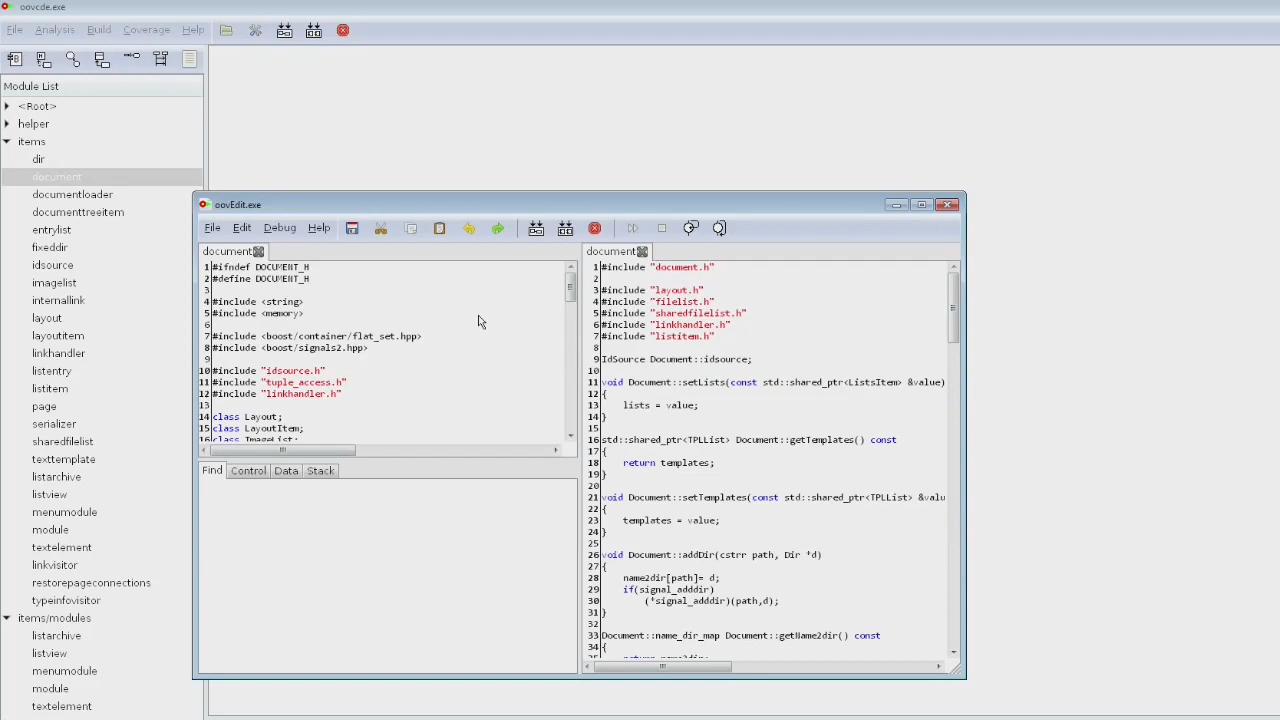 oovcde.exe
File Analysis Build Coverage Help
Module List
<Root>
helper
items
dir
document
documentloader
documenttreeitem
entrylist
fixeddir
idsource
imagelist
internallink
layout
layoutitem
linkhandler
listentry
listitem
page
serializer
sharedfilelist
texttemplate
listarchive
listview
menumodule
module
textelement
linkvisitor
restorepageconnections
typeinfovisitor
items/modules
listarchive
listview
menumodule
module
textelement
oovEdit.exe
File Edit Debug Help
document
1 #ifndef DOCUMENT_H
2 #define DOCUMENT_H
3
4 #include <string>
5 #include <memory>
6
7 #include <boost/container/flat_set.hpp>
8 #include <boost/signals2.hpp>
9
10 #include "idsource.h"
11 #include "tuple_access.h"
12 #include "linkhandler.h"
13
14 class Layout;
15 class LayoutItem;
16 class ImageList;
Find Control Data Stack
document
1 #include "document.h"
2
3 #include "layout.h"
4 #include "filelist.h"
5 #include "sharedfilelist.h"
6 #include "linkhandler.h"
7 #include "listitem.h"
8
9 IdSource Document::idsource;
10
11 void Document::setLists(const std::shared_ptr<ListsItem> &value)
12 {
13 lists = value;
14 }
15
16 std::shared_ptr<TPLList> Document::getTemplates() const
17 {
18 return templates;
19 }
20
21 void Document::setTemplates(const std::shared_ptr<TPLList> &valu
22 {
23 templates = value;
24 }
25
26 void Document::addDir(cstrr path, Dir *d)
27 {
28 name2dir[path]= d;
29 if(signal_adddir)
30 (*signal_adddir)(path,d);
31 }
32
33 Document::name_dir_map Document::getName2dir() const
34 {
35 return name2dir;